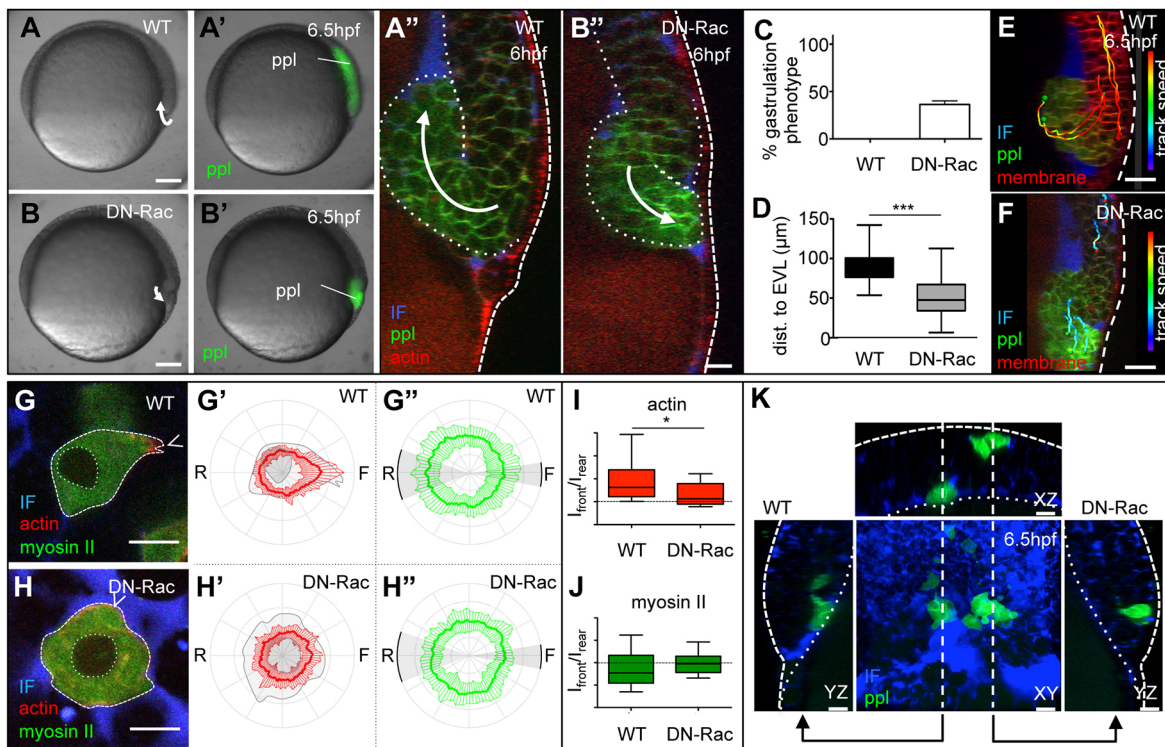 A
WT
A'
6.5hpf
ppl
ppl
A"
WT
6hpf
IF
ppl
actin
B"
DN-Rac
6hpf
B
DN-Rac
B'
6.5hpf
ppl
ppl
C
% gastrulation
phenotype
100
50
0
WT
DN-Rac
D
dist. to EVL (µm)
150
100
50
0
***
WT
DN-Rac
E
WT
6.5hpf
track speed
IF
ppl
membrane
F
DN-Rac
track speed
IF
ppl
membrane
G
WT
IF
actin
myosin II
G'
WT
R
F
G"
WT
R
F
H
DN-Rac
IF
actin
myosin II
H'
DN-Rac
R
F
H"
DN-Rac
R
F
I
actin
*
Ifront/Irear
WT
DN-Rac
J
myosin II
Ifront/Irear
WT
DN-Rac
K
XZ
WT
YZ
6.5hpf
IF
ppl
XY
DN-Rac
YZ